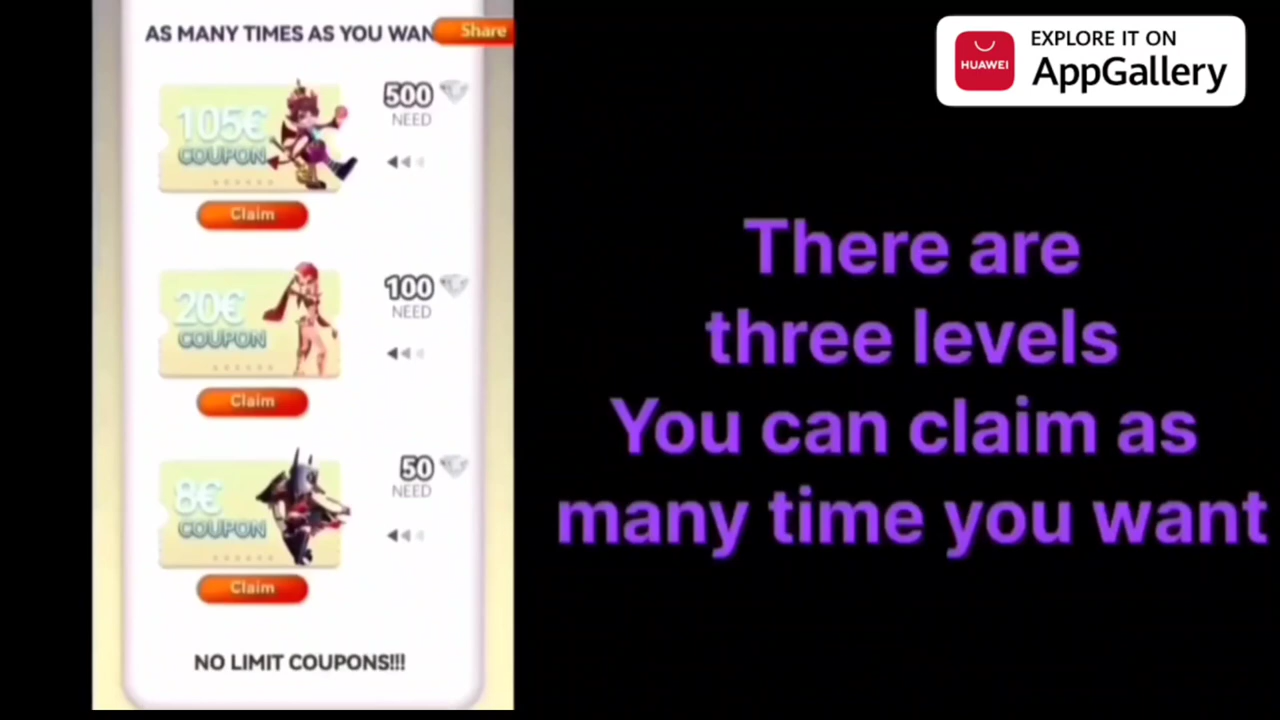 AS MANY TIMES AS YOU WAN
Share
105€
COUPON
500
NEED
Claim
20€
COUPON
100
NEED
Claim
8€
COUPON
50
NEED
Claim
NO LIMIT COUPONS!!!
HUAWEI
EXPLORE IT ON
AppGallery
There are
three levels
You can claim as
many time you want